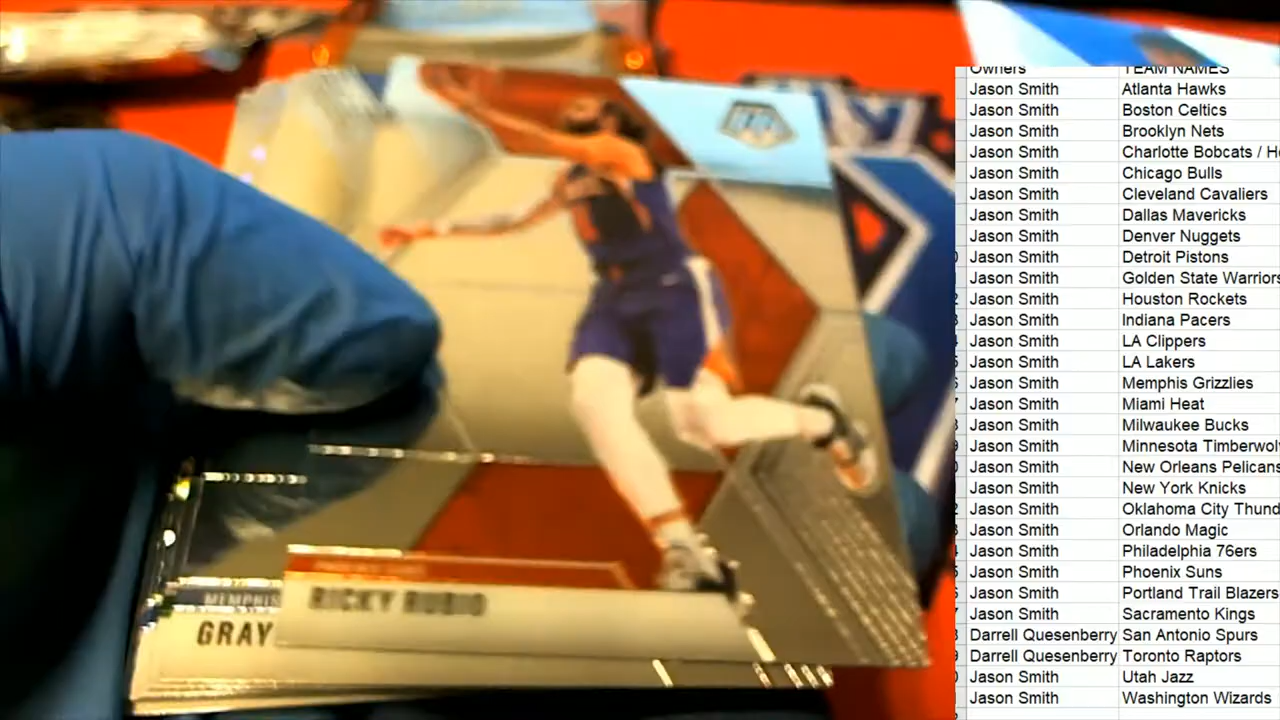 RICKY RUBIO
MEMPHIS
GRAY
Owners TEAM NAMES
Jason Smith Atlanta Hawks
Jason Smith Boston Celtics
Jason Smith Brooklyn Nets
Jason Smith Charlotte Bobcats / H
Jason Smith Chicago Bulls
Jason Smith Cleveland Cavaliers
Jason Smith Dallas Mavericks
Jason Smith Denver Nuggets
Jason Smith Detroit Pistons
Jason Smith Golden State Warriors
Jason Smith Houston Rockets
Jason Smith Indiana Pacers
Jason Smith LA Clippers
Jason Smith LA Lakers
Jason Smith Memphis Grizzlies
Jason Smith Miami Heat
Jason Smith Milwaukee Bucks
Jason Smith Minnesota Timberwol
Jason Smith New Orleans Pelicans
Jason Smith New York Knicks
Jason Smith Oklahoma City Thund
Jason Smith Orlando Magic
Jason Smith Philadelphia 76ers
Jason Smith Phoenix Suns
Jason Smith Portland Trail Blazers
Jason Smith Sacramento Kings
Darrell Quesenberry San Antonio Spurs
Darrell Quesenberry Toronto Raptors
Jason Smith Utah Jazz
Jason Smith Washington Wizards